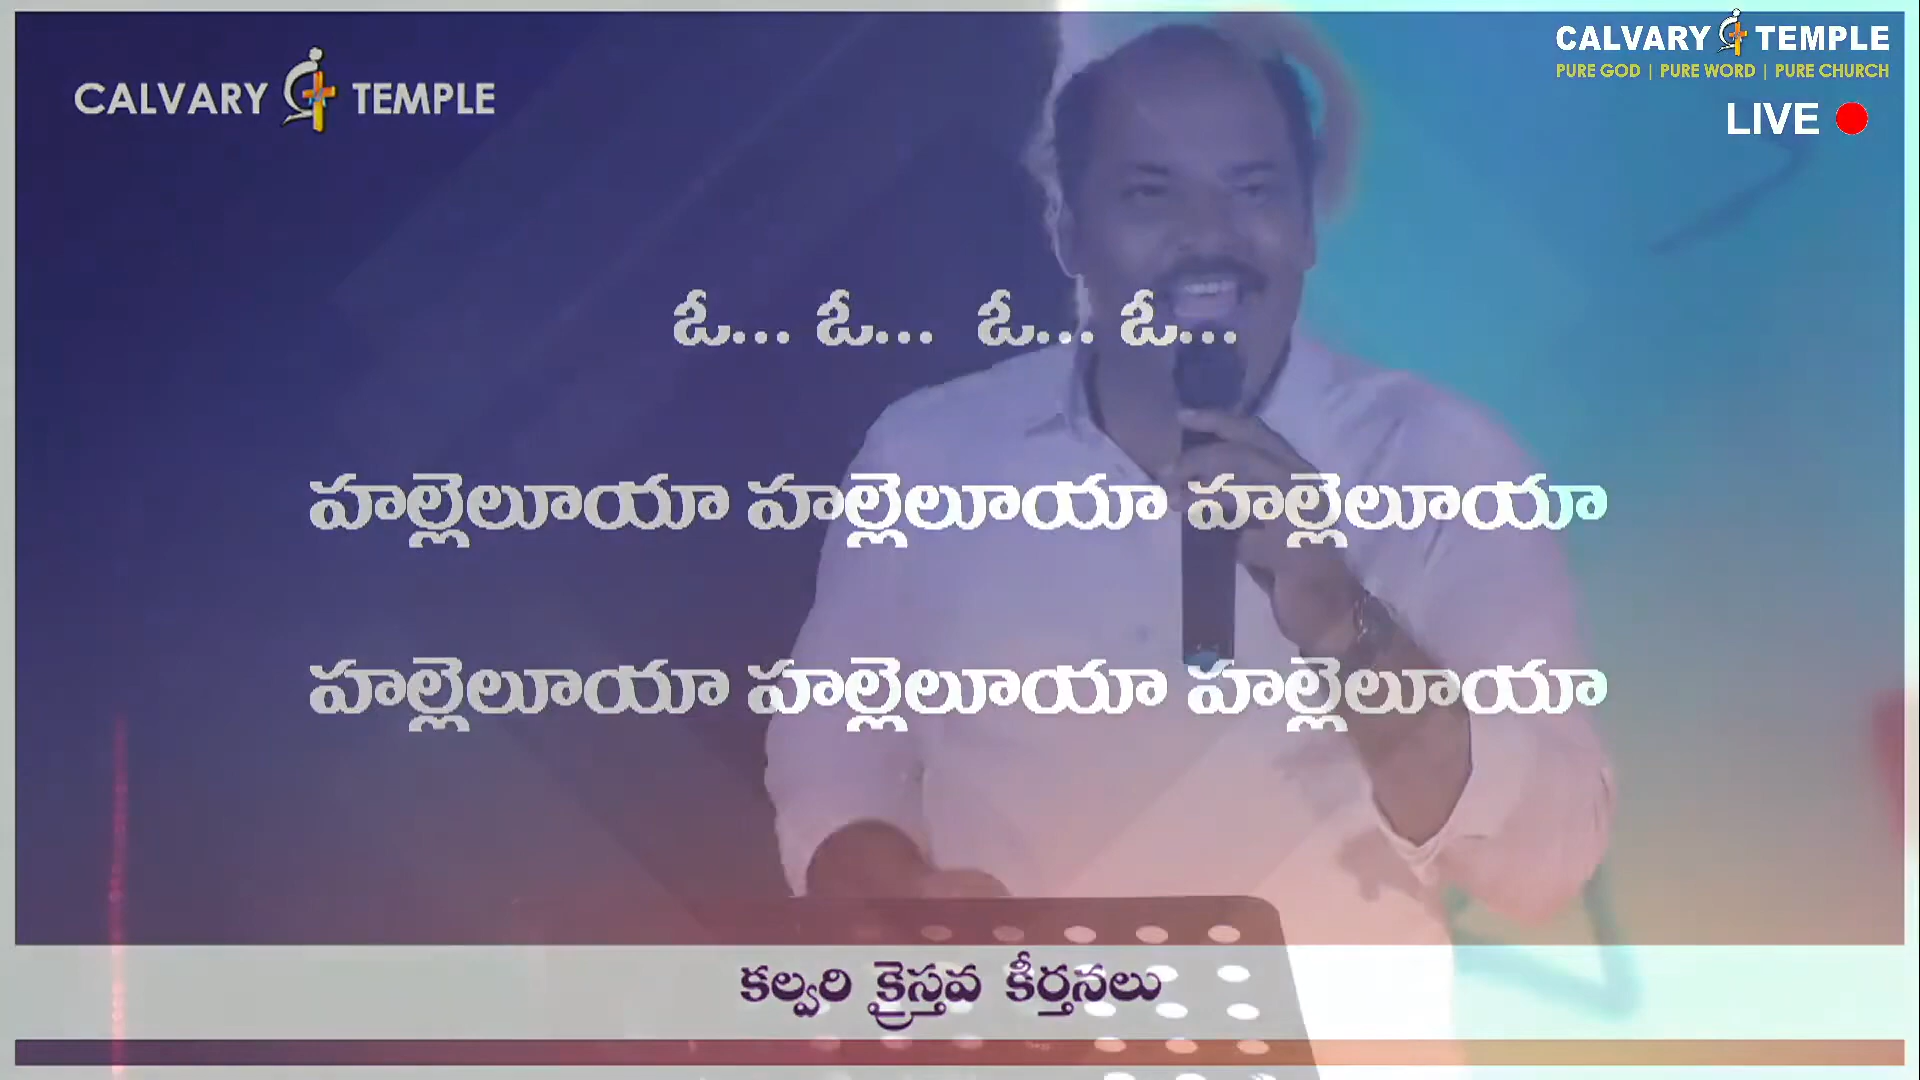 CALVARY TEMPLE
CALVARY TEMPLE
PURE GOD | PURE WORD | PURE CHURCH
LIVE
ఓ... ఓ... ఓ... ఓ...
హల్లెలూయా హల్లెలూయా హల్లెలూయా
హల్లెలూయా హల్లెలూయా హల్లెలూయా
కల్వరి క్రైస్తవ కీర్తనలు